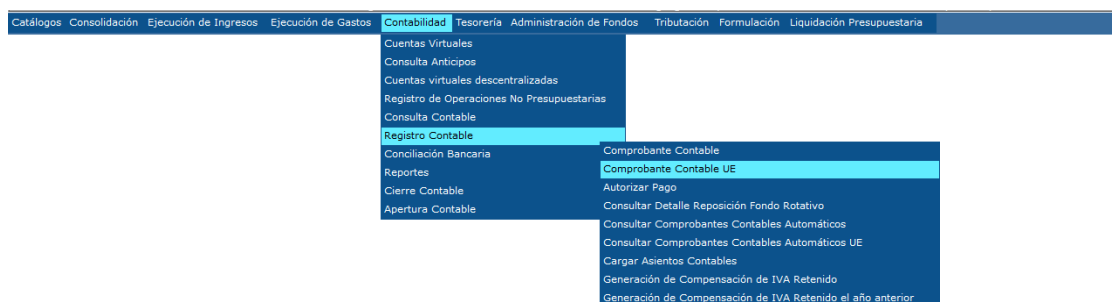 Catálogos Consolidación Ejecución de Ingresos Ejecución de Gastos Contabilidad Tesorería Administración de Fondos Tributación Formulación Liquidación Presupuestaria
Cuentas Virtuales
Consulta Anticipos
Cuentas virtuales descentralizadas
Registro de Operaciones No Presupuestarias
Consulta Contable
Registro Contable
Conciliación Bancaria
Reportes
Cierre Contable
Apertura Contable
Comprobante Contable
Comprobante Contable UE
Autorizar Pago
Consultar Detalle Reposición Fondo Rotativo
Consultar Comprobantes Contables Automáticos
Consultar Comprobantes Contables Automáticos UE
Cargar Asientos Contables
Generación de Compensación de IVA Retenido
Generación de Compensación de IVA Retenido el año anterior